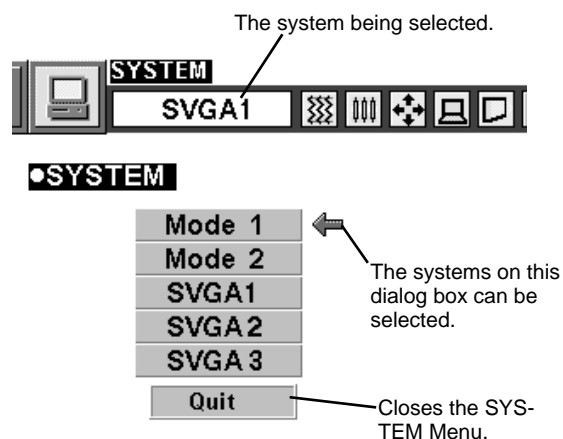 The system being selected.
SYSTEM
SVGA1
●SYSTEM
Mode 1
Mode 2
SVGA1
SVGA2
SVGA3
Quit
The systems on this
dialog box can be
selected.
Closes the SYS-
TEM Menu.